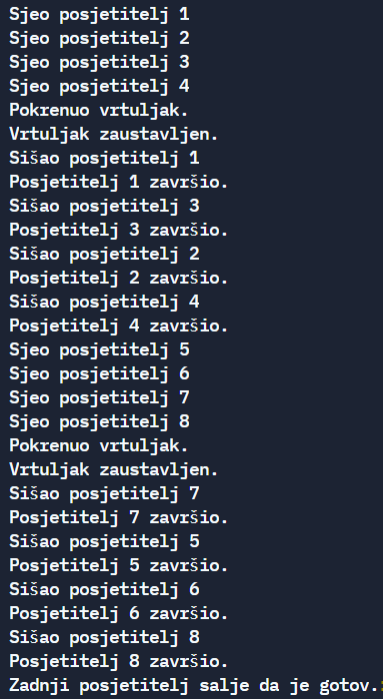 Sjeo posjetitelj 1
Sjeo posjetitelj 2
Sjeo posjetitelj 3
Sjeo posjetitelj 4
Pokrenuo vrtuljak.
Vrtuljak zaustavljen.
Sišao posjetitelj 1
Posjetitelj 1 završio.
Sišao posjetitelj 3
Posjetitelj 3 završio.
Sišao posjetitelj 2
Posjetitelj 2 završio.
Sišao posjetitelj 4
Posjetitelj 4 završio.
Sjeo posjetitelj 5
Sjeo posjetitelj 6
Sjeo posjetitelj 7
Sjeo posjetitelj 8
Pokrenuo vrtuljak.
Vrtuljak zaustavljen.
Sišao posjetitelj 7
Posjetitelj 7 završio.
Sišao posjetitelj 5
Posjetitelj 5 završio.
Sišao posjetitelj 6
Posjetitelj 6 završio.
Sišao posjetitelj 8
Posjetitelj 8 završio.
Zadnji posjetitelj salje da je gotov.